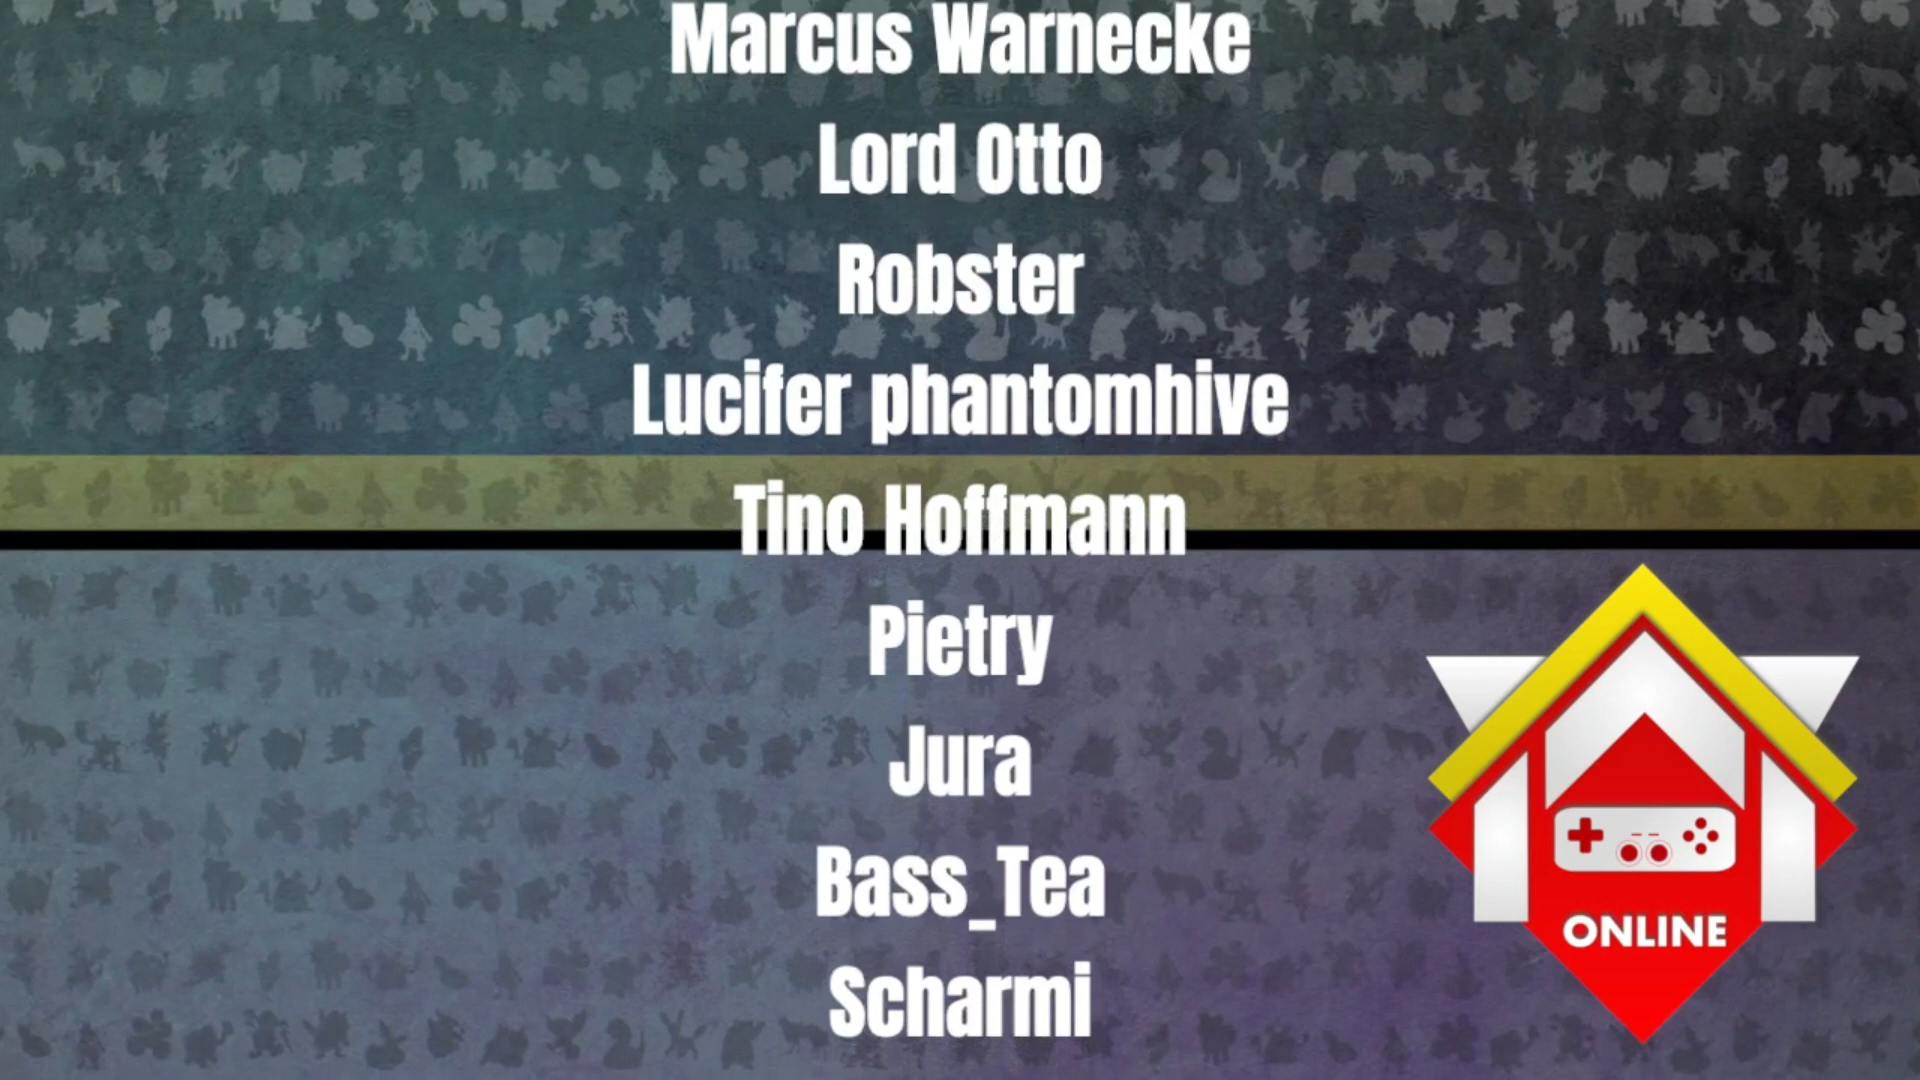 Marcus Warnecke
Lord Otto
Robster
Lucifer phantomhive
Tino Hoffmann
Pietry
Jura
Bass_Tea
Scharmi
ONLINE